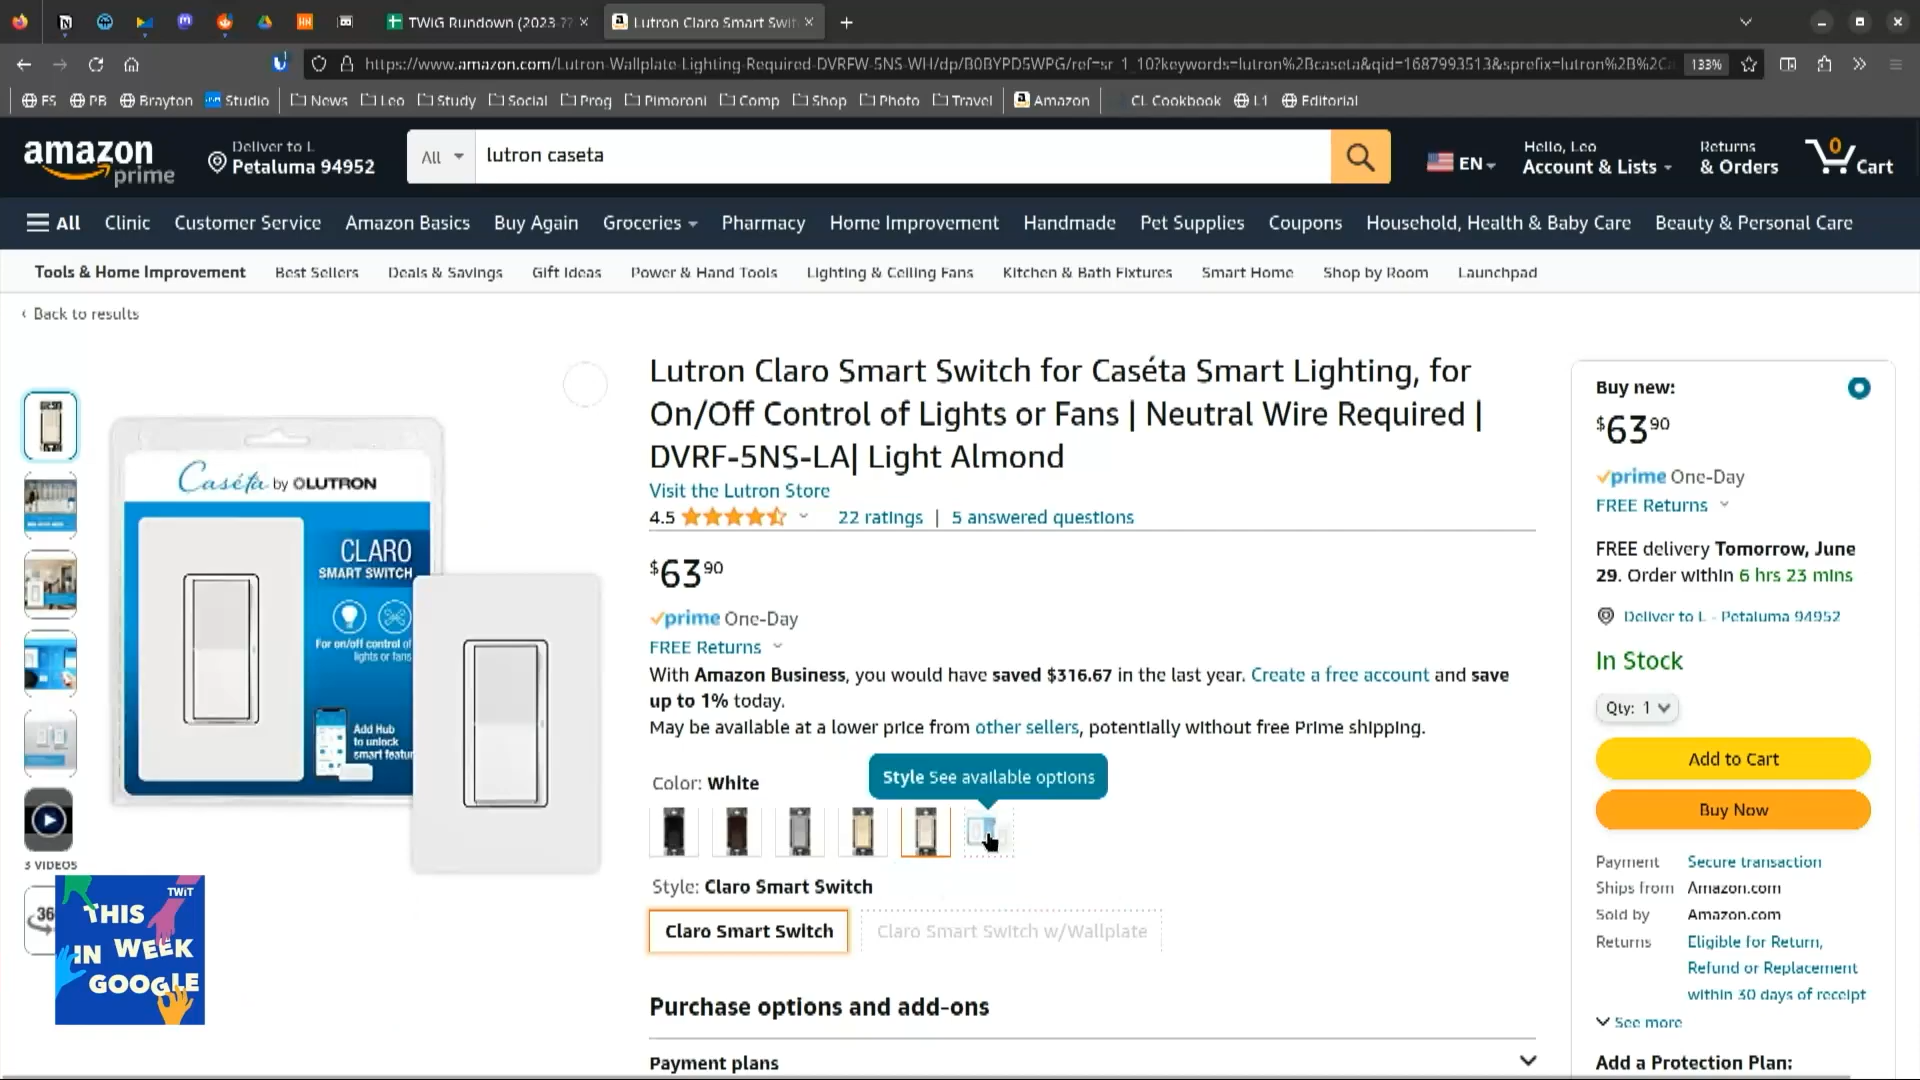 TWiG Rundown (2023 ??
Lutron Claro Smart Swit
https://www.amazon.com/Lutron-Wallplate-Lighting-Required-DVRFW-5NS-WH/dp/B0BYPD5WPG/ref=sr_1_10?keywords=lutron%2Bcaseta&qid=1687993513&sprefix=lutron%2B%2Ca
133%
FS PB Brayton Studio News Leo Study Social Prog Pimoroni Comp Shop Photo Travel Amazon CL Cookbook L1 Editorial
amazon prime
Deliver to L
Petaluma 94952
All
lutron caseta
EN
Hello, Leo
Account & Lists
Returns
& Orders
0
Cart
All Clinic Customer Service Amazon Basics Buy Again Groceries Pharmacy Home Improvement Handmade Pet Supplies Coupons Household, Health & Baby Care Beauty & Personal Care
Tools & Home Improvement Best Sellers Deals & Savings Gift Ideas Power & Hand Tools Lighting & Ceiling Fans Kitchen & Bath Fixtures Smart Home Shop by Room Launchpad
‹ Back to results
Caséta by LUTRON
CLARO
SMART SWITCH
For on/off control of
lights or fans
Add Hub
to unlock
smart featur
3 VIDEOS
36
TWiT
THIS
IN WEEK
GOOGLE
Lutron Claro Smart Switch for Caséta Smart Lighting, for
On/Off Control of Lights or Fans | Neutral Wire Required |
DVRF-5NS-LA| Light Almond
Visit the Lutron Store
4.5 22 ratings | 5 answered questions
$63 90
prime One-Day
FREE Returns
With Amazon Business, you would have saved $316.67 in the last year. Create a free account and save
up to 1% today.
May be available at a lower price from other sellers, potentially without free Prime shipping.
Style See available options
Color: White
Style: Claro Smart Switch
Claro Smart Switch
Claro Smart Switch w/Wallplate
Purchase options and add-ons
Payment plans
Buy new:
$63 90
prime One-Day
FREE Returns
FREE delivery Tomorrow, June
29. Order within 6 hrs 23 mins
Deliver to L - Petaluma 94952
In Stock
Qty: 1
Add to Cart
Buy Now
Payment Secure transaction
Ships from Amazon.com
Sold by Amazon.com
Returns Eligible for Return,
Refund or Replacement
within 30 days of receipt
See more
Add a Protection Plan: